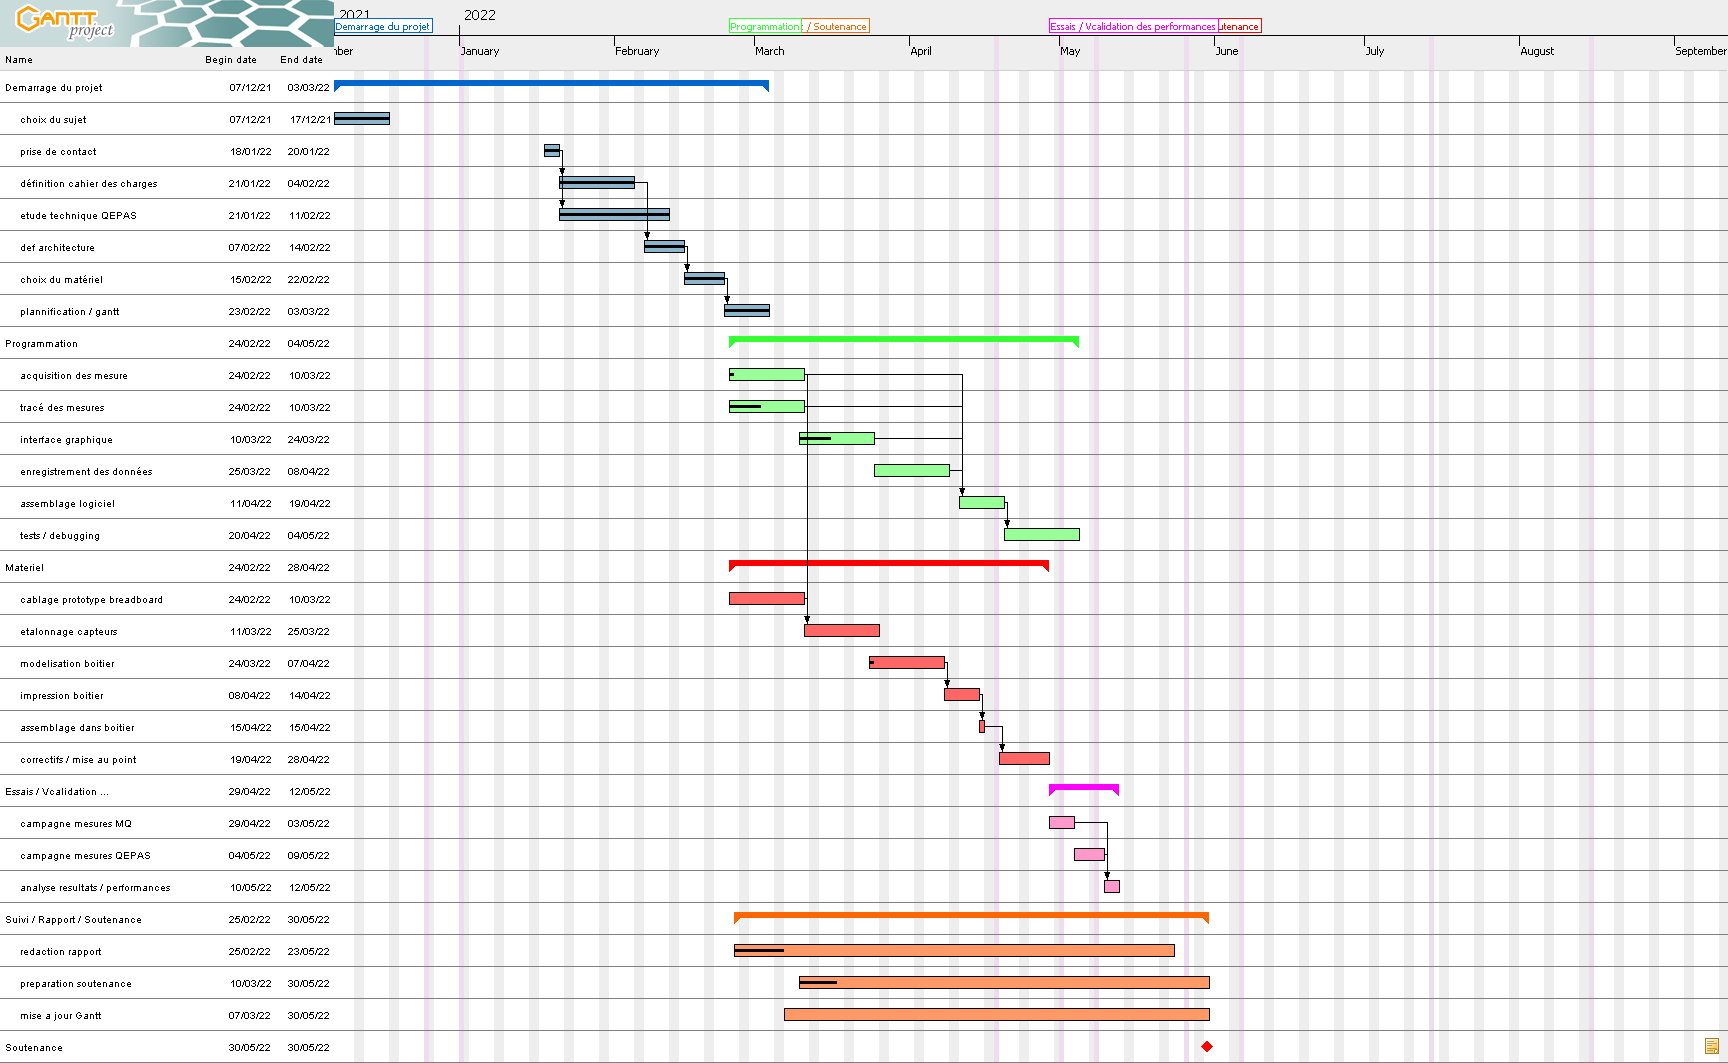 GANTT
project
2021
2022
Demarrage du projet
Programmation
/ Soutenance
Essais / Vcalidation des performances
utenance
ber
January
February
March
April
May
June
July
August
September
Name Begin date End date
Demarrage du projet 07/12/21 03/03/22
choix du sujet 07/12/21 17/12/21
prise de contact 18/01/22 20/01/22
définition cahier des charges 21/01/22 04/02/22
etude technique QEPAS 21/01/22 11/02/22
def architecture 07/02/22 14/02/22
choix du matériel 15/02/22 22/02/22
plannification / gantt 23/02/22 03/03/22
Programmation 24/02/22 04/05/22
acquisition des mesure 24/02/22 10/03/22
tracé des mesures 24/02/22 10/03/22
interface graphique 10/03/22 24/03/22
enregistrement des données 25/03/22 08/04/22
assemblage logiciel 11/04/22 19/04/22
tests / debugging 20/04/22 04/05/22
Materiel 24/02/22 28/04/22
cablage prototype breadboard 24/02/22 10/03/22
etalonnage capteurs 11/03/22 25/03/22
modelisation boitier 24/03/22 07/04/22
impression boitier 08/04/22 14/04/22
assemblage dans boitier 15/04/22 15/04/22
correctifs / mise au point 19/04/22 28/04/22
Essais / Vcalidation ... 29/04/22 12/05/22
campagne mesures MQ 29/04/22 03/05/22
campagne mesures QEPAS 04/05/22 09/05/22
analyse resultats / performances 10/05/22 12/05/22
Suivi / Rapport / Soutenance 25/02/22 30/05/22
redaction rapport 25/02/22 23/05/22
preparation soutenance 10/03/22 30/05/22
mise a jour Gantt 07/03/22 30/05/22
Soutenance 30/05/22 30/05/22